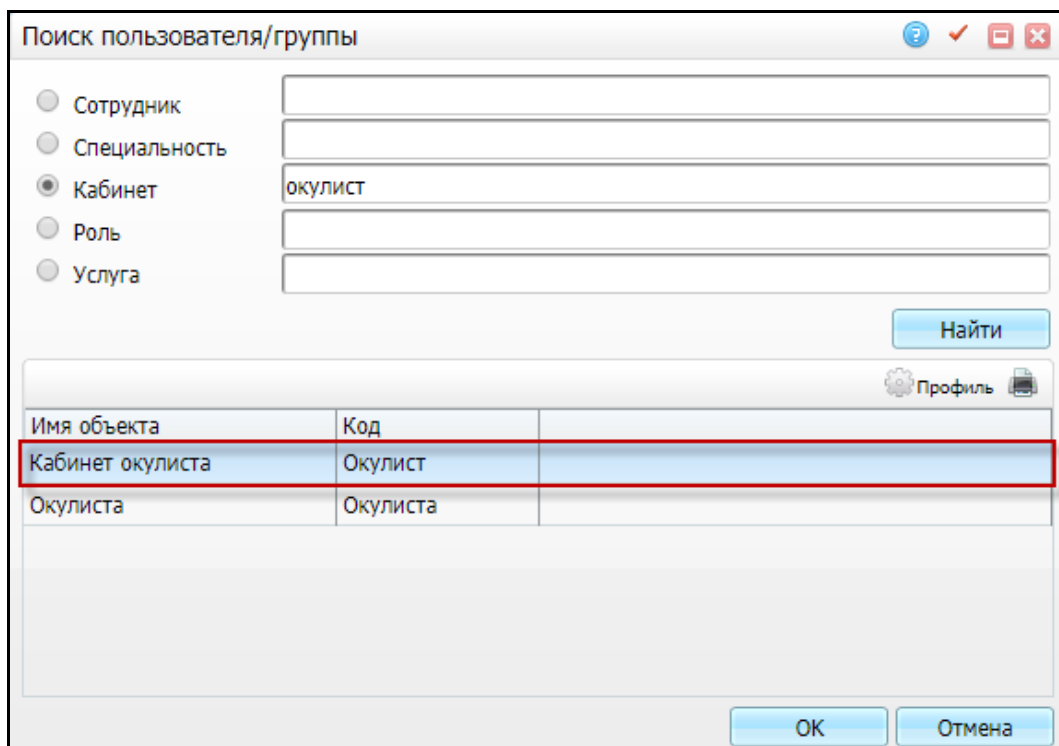 Поиск пользователя/группы
Сотрудник
Специальность
Кабинет окулист
Роль
Услуга
Найти
Профиль
Имя объекта Код
Кабинет окулиста Окулист
Окулиста Окулиста
ОК Отмена